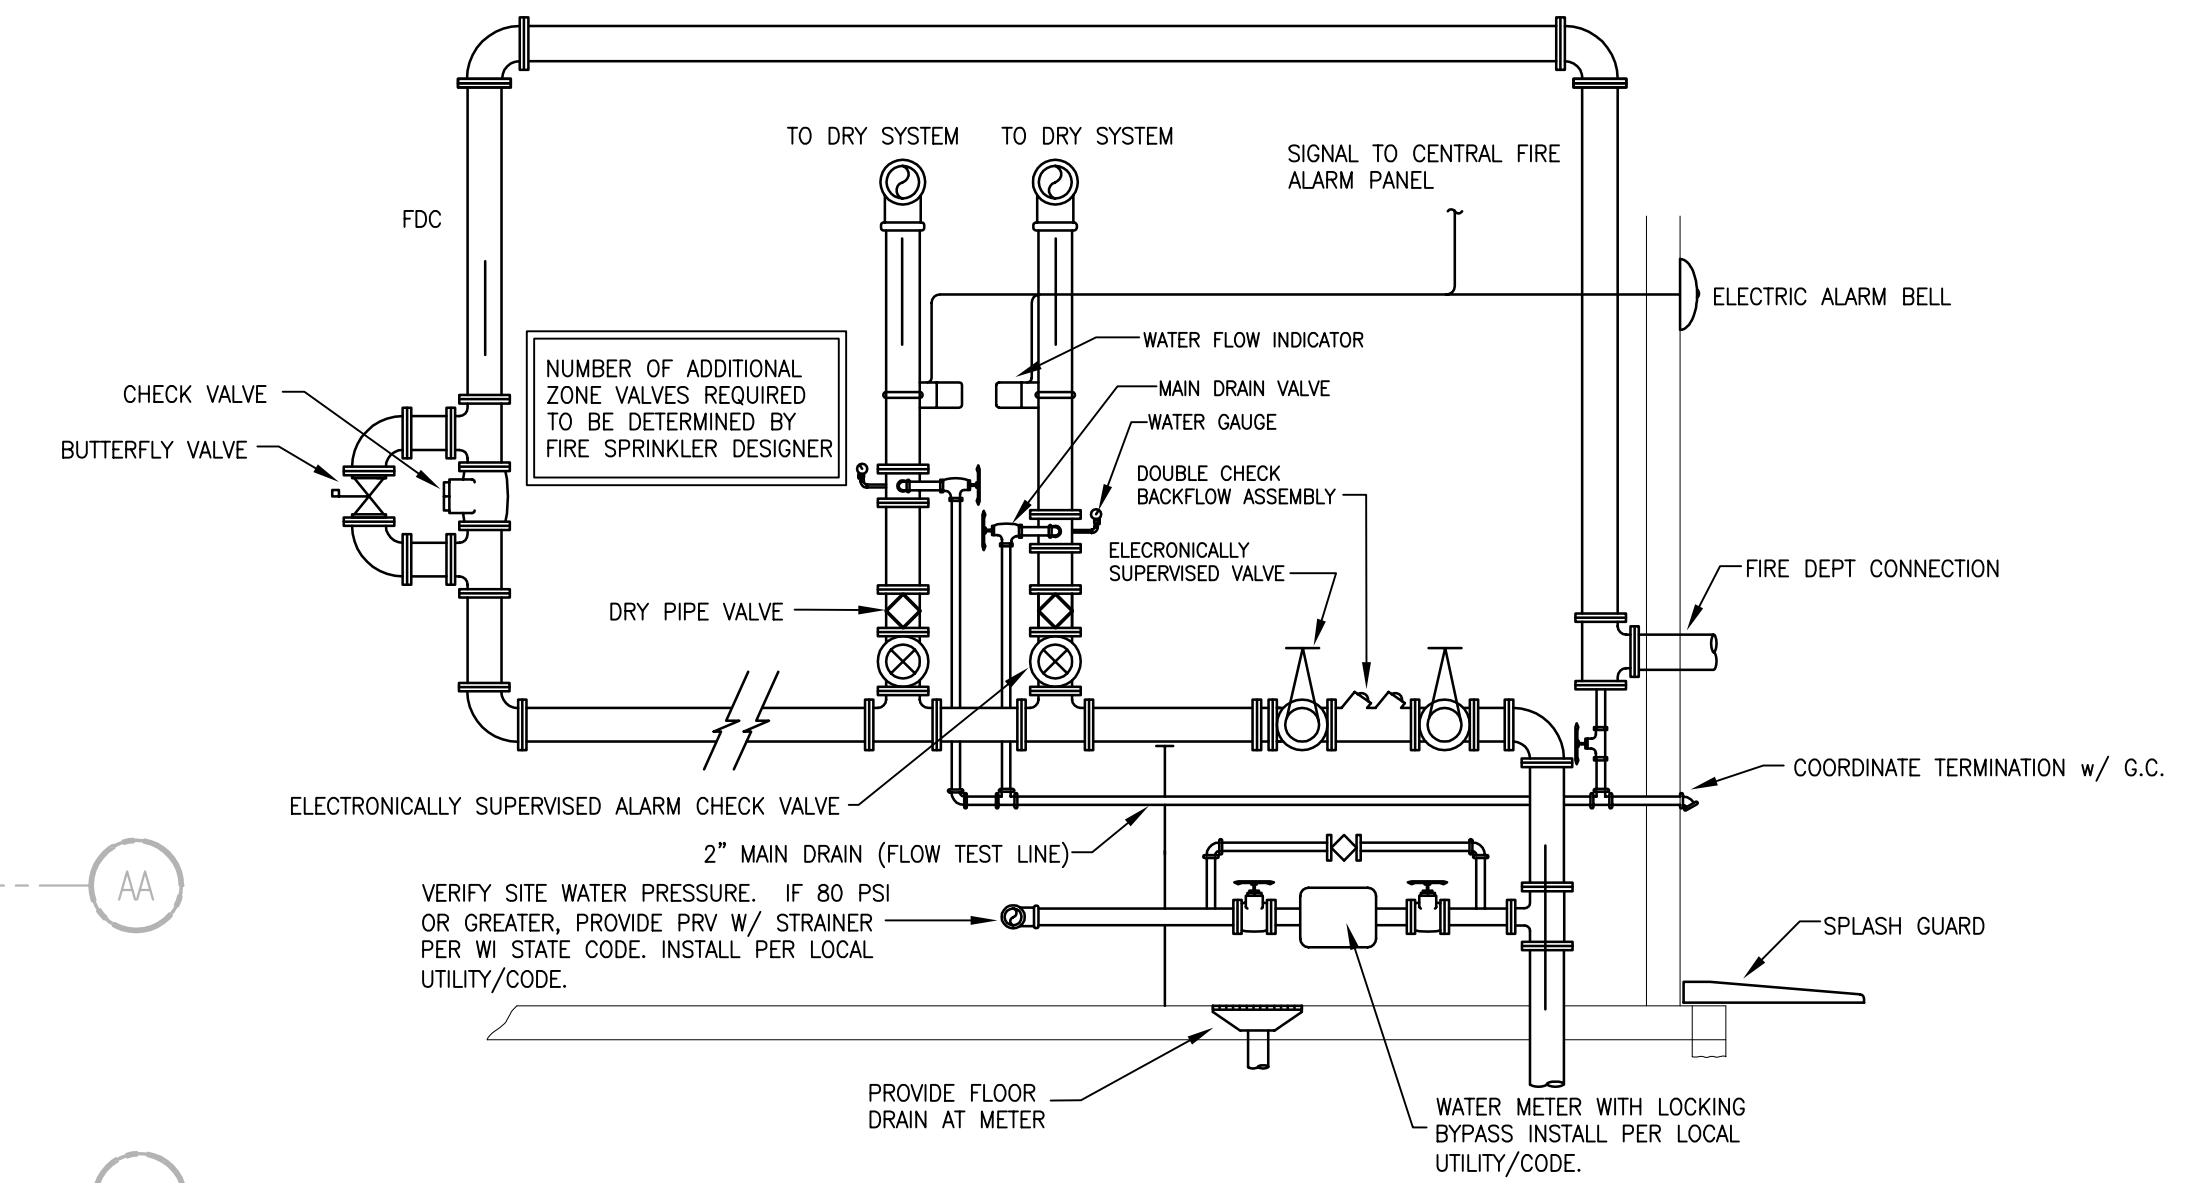 TO DRY SYSTEM
TO DRY SYSTEM
SIGNAL TO CENTRAL FIRE
ALARM PANEL
FDC
ELECTRIC ALARM BELL
WATER FLOW INDICATOR
NUMBER OF ADDITIONAL
ZONE VALVES REQUIRED
TO BE DETERMINED BY
FIRE SPRINKLER DESIGNER
CHECK VALVE
MAIN DRAIN VALVE
WATER GAUGE
BUTTERFLY VALVE
DOUBLE CHECK
BACKFLOW ASSEMBLY
ELECRONICALLY
SUPERVISED VALVE
FIRE DEPT CONNECTION
DRY PIPE VALVE
COORDINATE TERMINATION w/ G.C.
ELECTRONICALLY SUPERVISED ALARM CHECK VALVE
2" MAIN DRAIN (FLOW TEST LINE)
AA
VERIFY SITE WATER PRESSURE. IF 80 PSI
OR GREATER, PROVIDE PRV W/ STRAINER
PER WI STATE CODE. INSTALL PER LOCAL
UTILITY/CODE.
SPLASH GUARD
PROVIDE FLOOR
DRAIN AT METER
WATER METER WITH LOCKING
BYPASS INSTALL PER LOCAL
UTILITY/CODE.